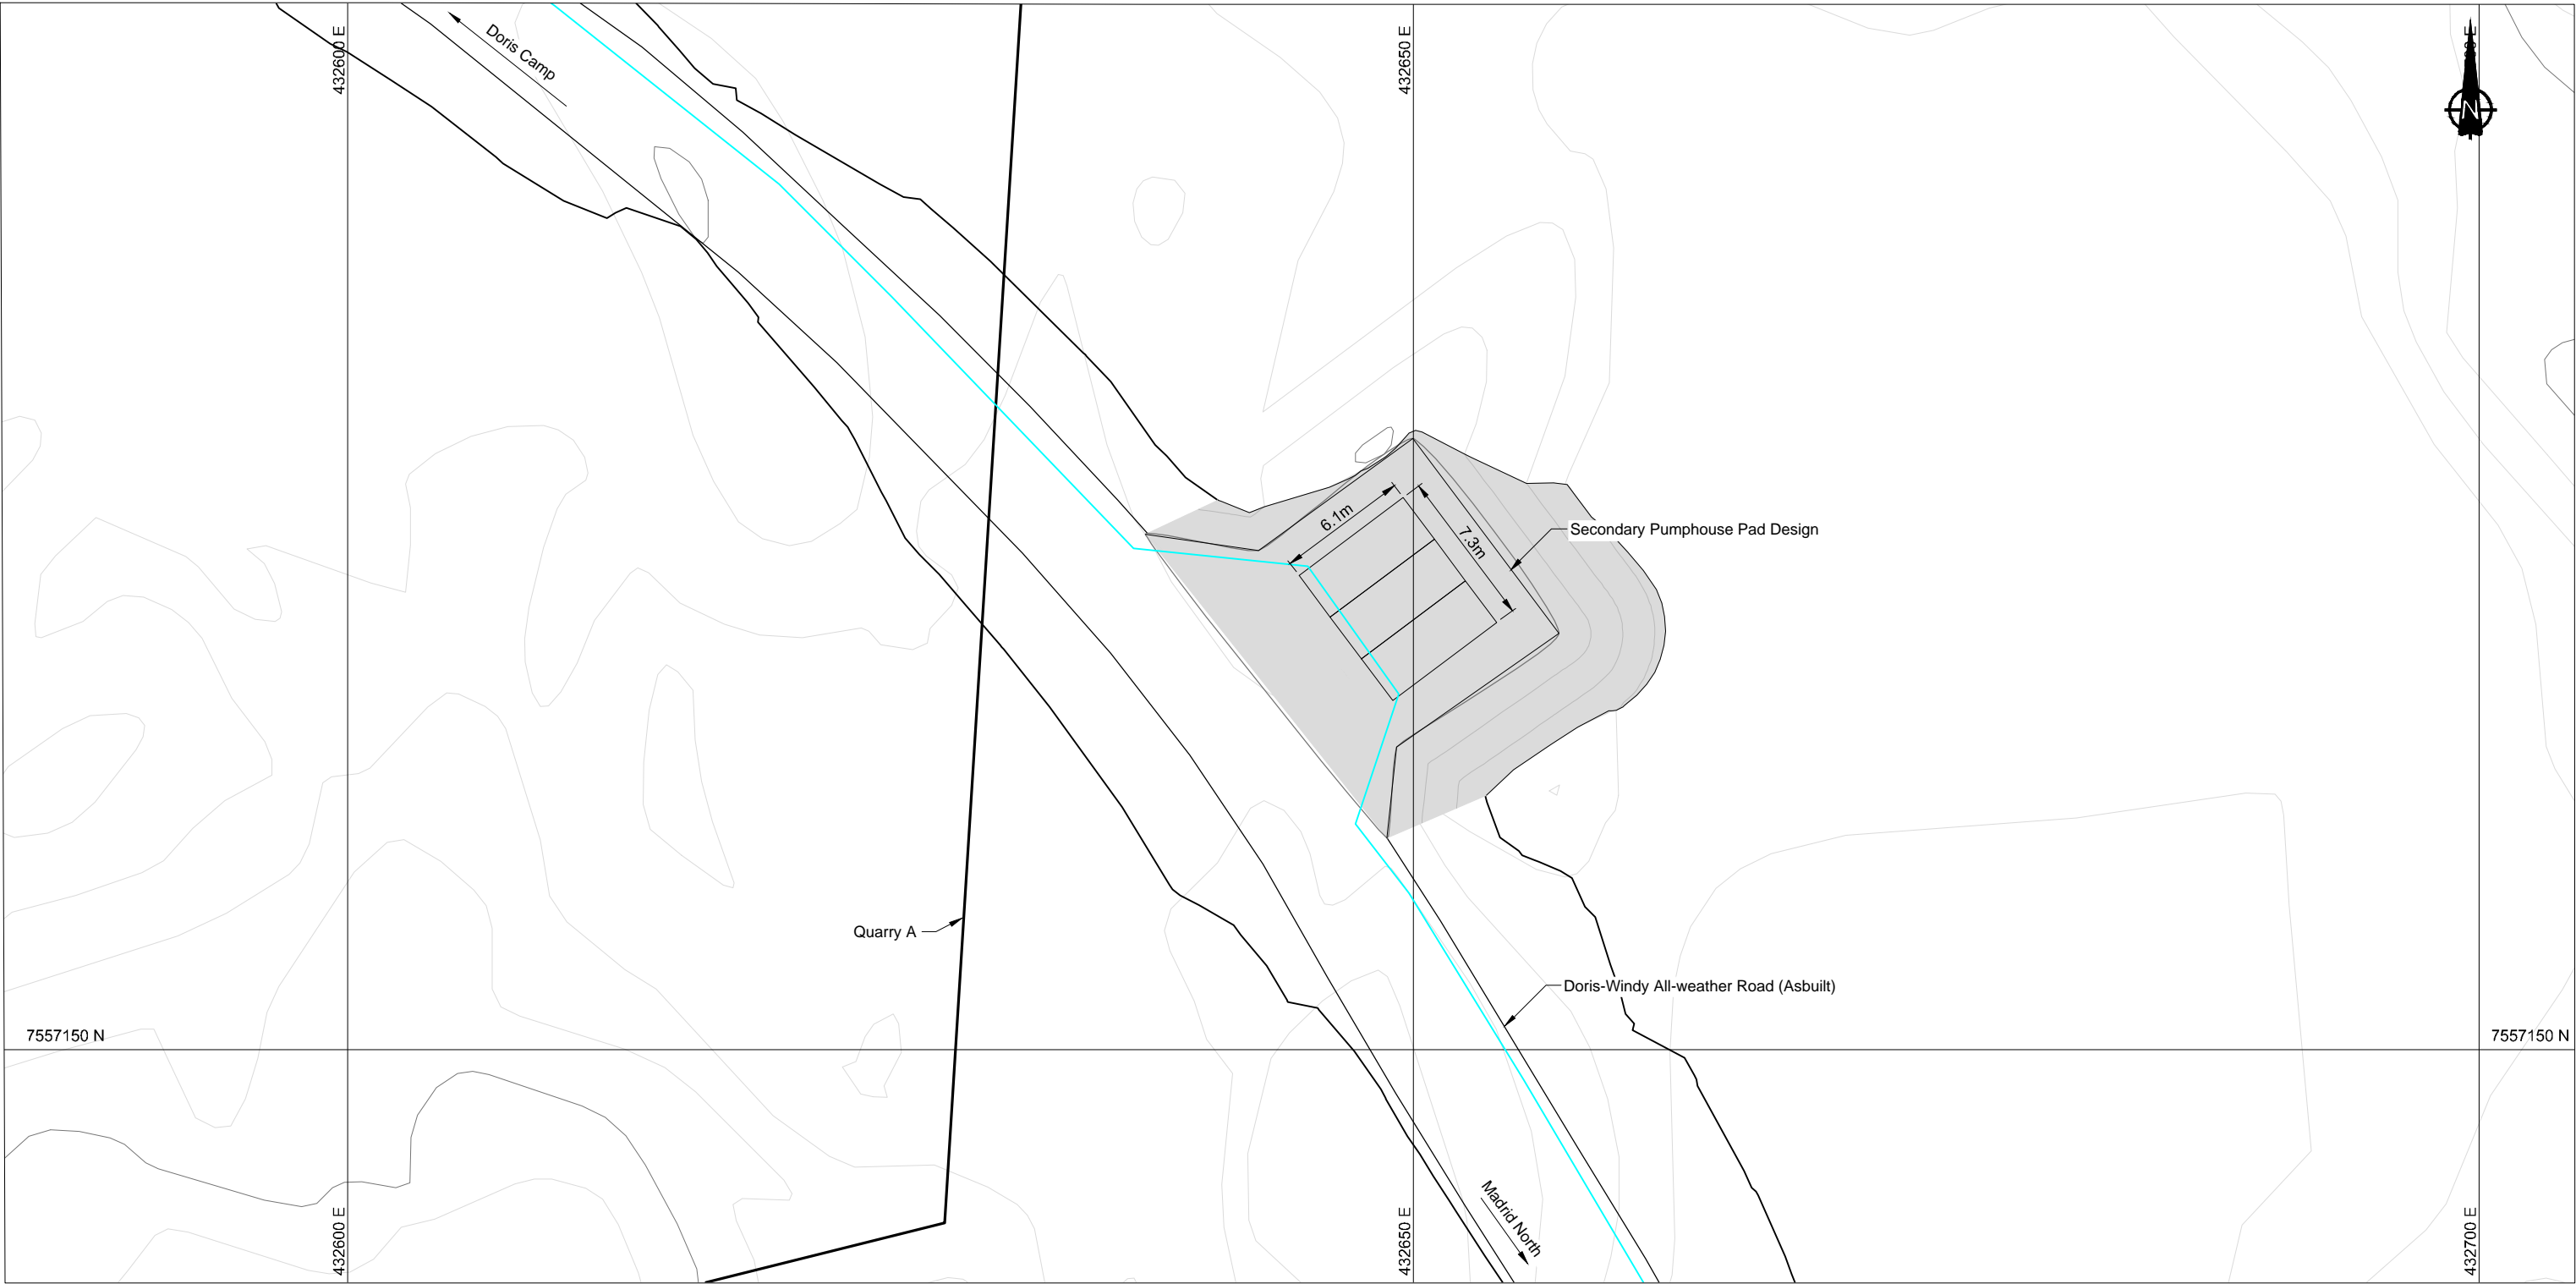 432600 E
Doris Camp
432650 E
N
6.1m
7.3m
Secondary Pumphouse Pad Design
Quarry A
Doris-Windy All-weather Road (Asbuilt)
7557150 N
7557150 N
Madrid North
432600 E
432650 E
432700 E